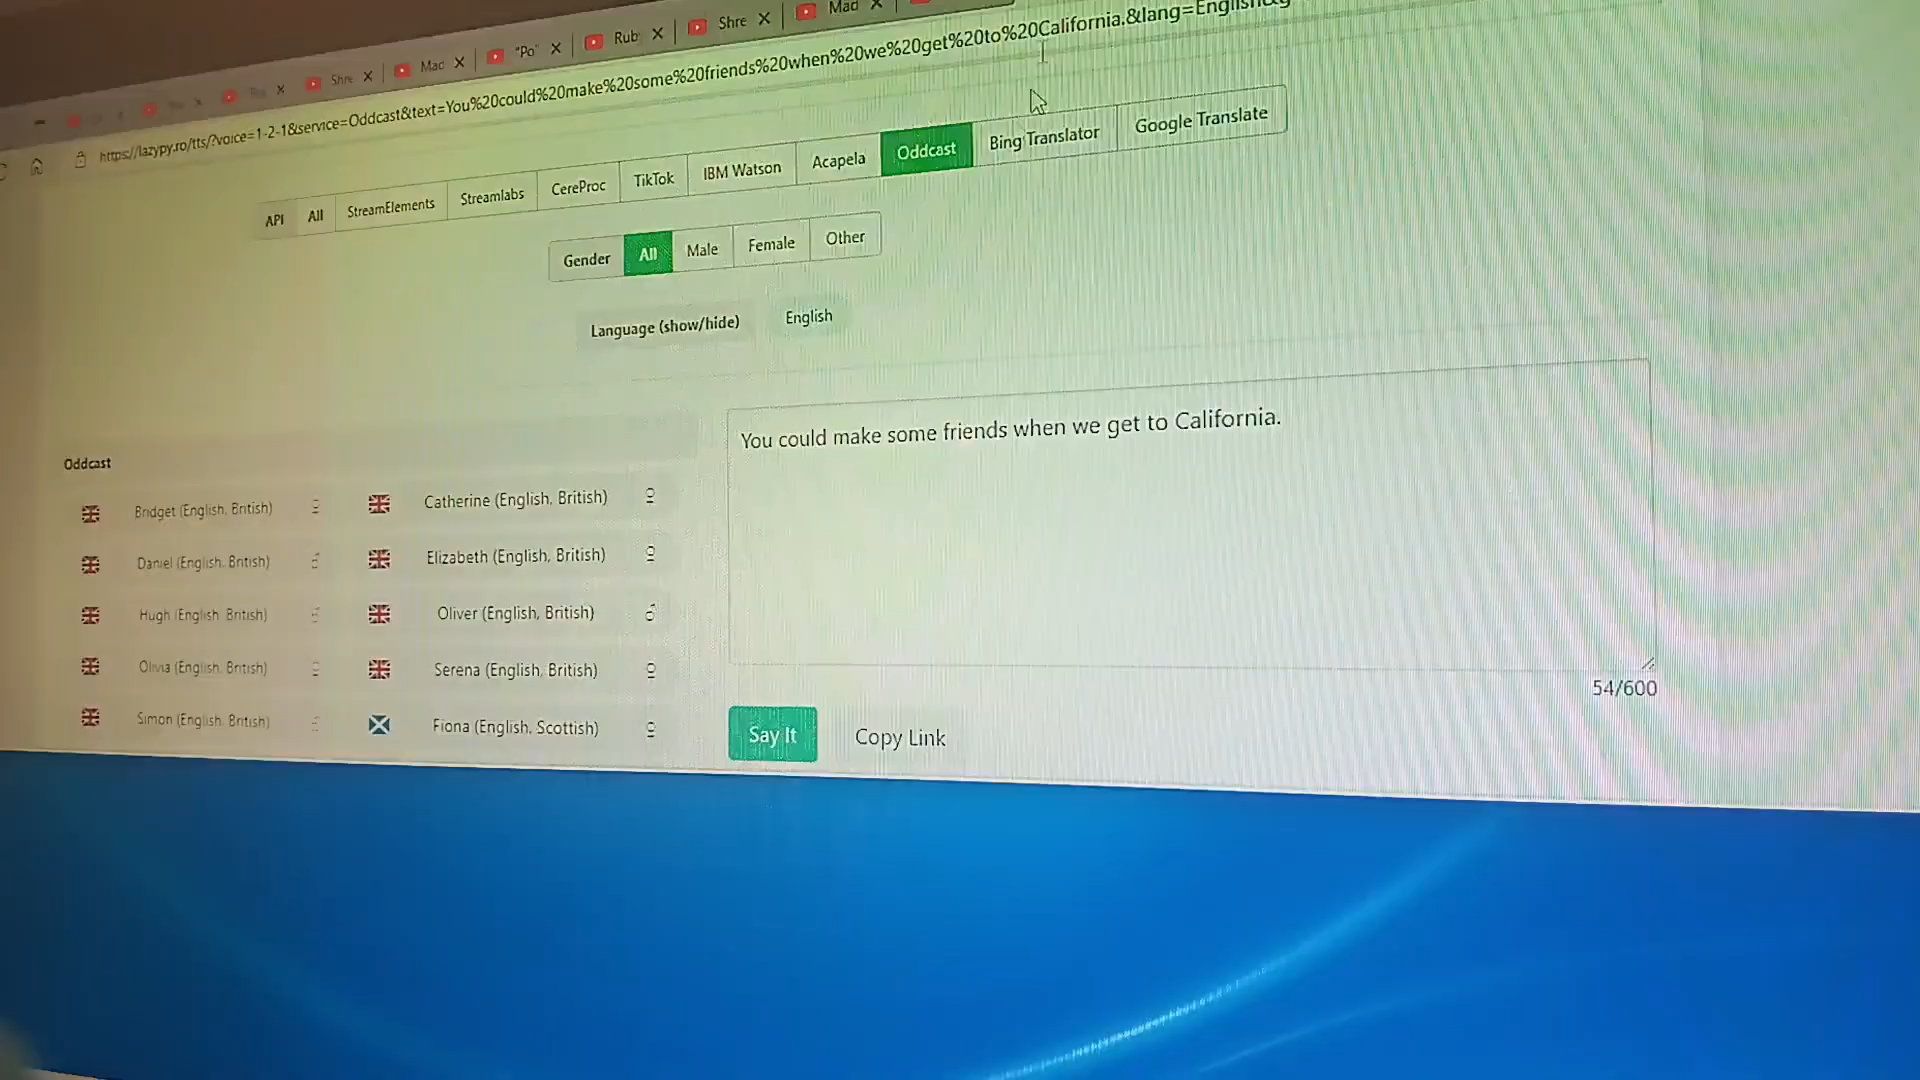 Shre
Mac
"Po"
Rub
Shre
Mad
https://lazypy.ro/tts/?voice=1-2-1&service=Oddcast&text=You%20could%20make%20some%20friends%20when%20we%20get%20to%20California.&lang=English&g
API All StreamElements Streamlabs CereProc TikTok IBM Watson Acapela Oddcast Bing Translator Google Translate
Gender All Male Female Other
Language (show/hide) English
You could make some friends when we get to California.
54/600
Say It Copy Link
Oddcast
Bridget (English, British) Catherine (English, British)
Daniel (English, British) Elizabeth (English, British)
Hugh (English, British) Oliver (English, British)
Olivia (English, British) Serena (English, British)
Simon (English, British) Fiona (English, Scottish)